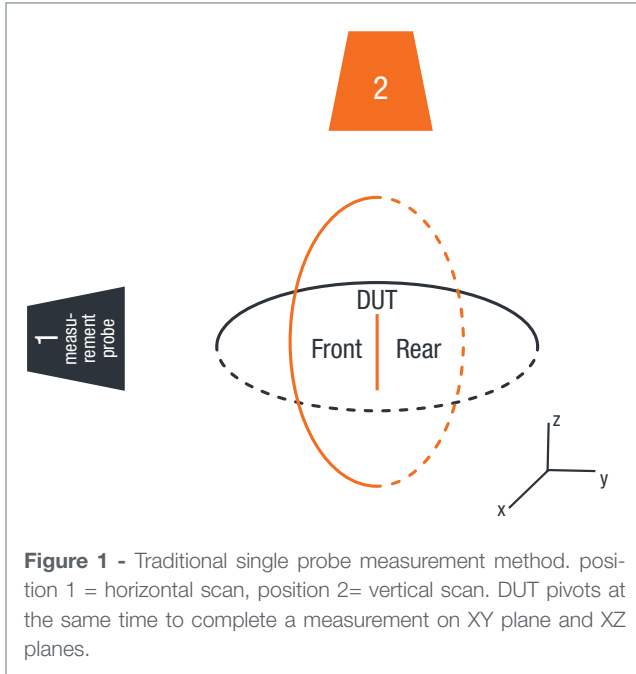 2
DUT
1
measu-
rement
probe
Front Rear
z
y
x
Figure 1 - Traditional single probe measurement method. posi-
tion 1 = horizontal scan, position 2= vertical scan. DUT pivots at
the same time to complete a measurement on XY plane and XZ
planes.